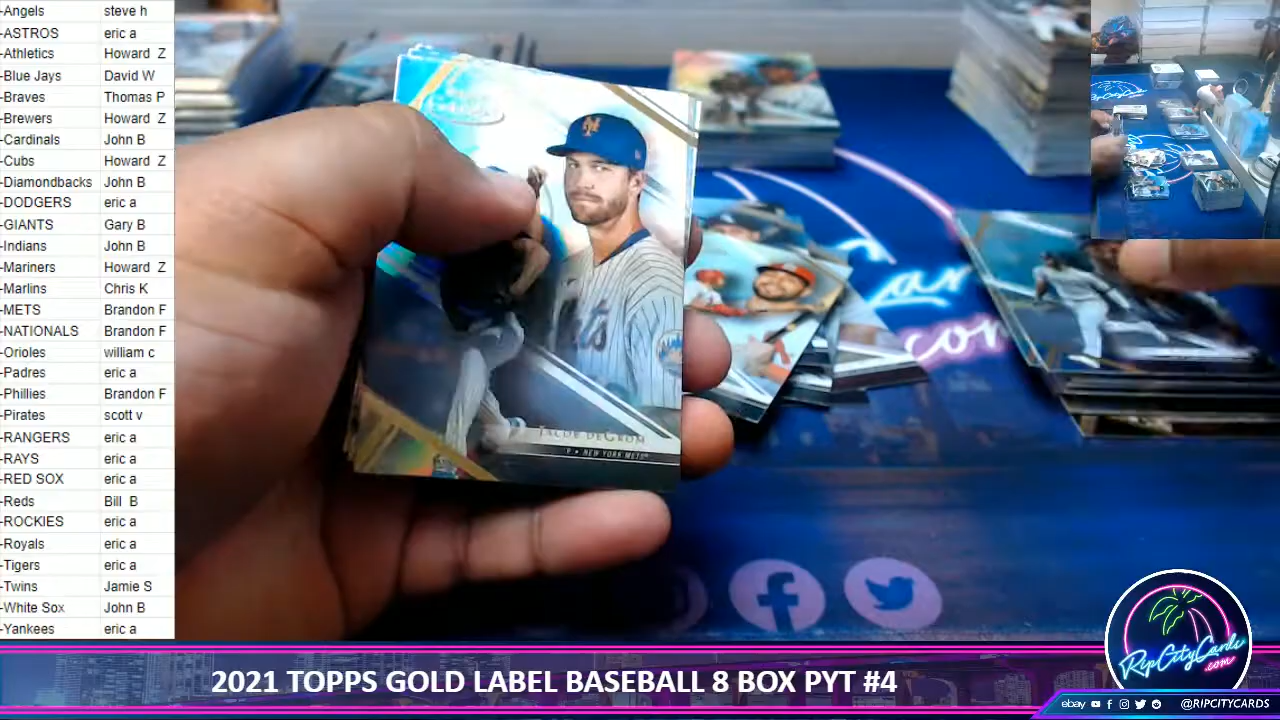 -Angels steve h
-ASTROS eric a
-Athletics Howard Z
-Blue Jays David W
-Braves Thomas P
-Brewers Howard Z
-Cardinals John B
-Cubs Howard Z
-Diamondbacks John B
-DODGERS eric a
-GIANTS Gary B
-Indians John B
-Mariners Howard Z
-Marlins Chris K
-METS Brandon F
-NATIONALS Brandon F
-Orioles william c
-Padres eric a
-Phillies Brandon F
-Pirates scott v
-RANGERS eric a
-RAYS eric a
-RED SOX eric a
-Reds Bill B
-ROCKIES eric a
-Royals eric a
-Tigers eric a
-Twins Jamie S
-White Sox John B
-Yankees eric a
Mets
JACOB DEGROM
P • NEW YORK METS
Car
com
RipCityCards
.com
2021 TOPPS GOLD LABEL BASEBALL 8 BOX PYT #4
ebay @RIPCITYCARDS